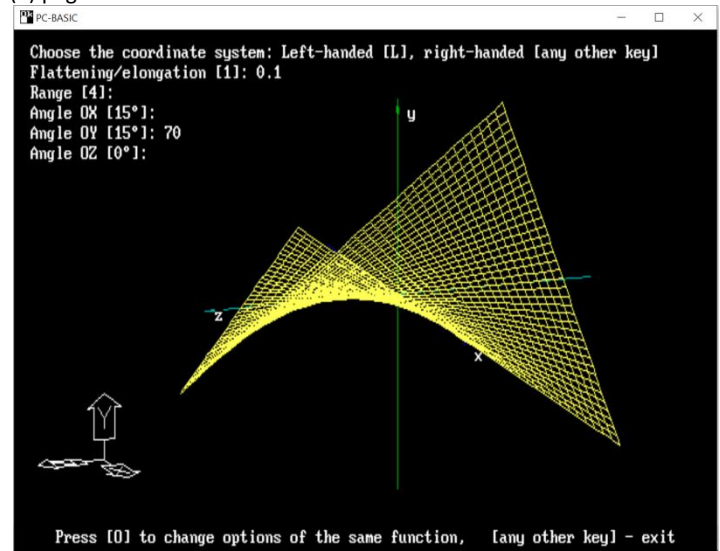 PC-BASIC
Choose the coordinate system: Left-handed [L], right-handed [any other key]
Flattening/elongation [1]: 0.1
Range [4]:
Angle OX [15°]:
Angle OY [15°]: 70
Angle OZ [0°]:
y
z
x
Y
Press [O] to change options of the same function, [any other key] - exit